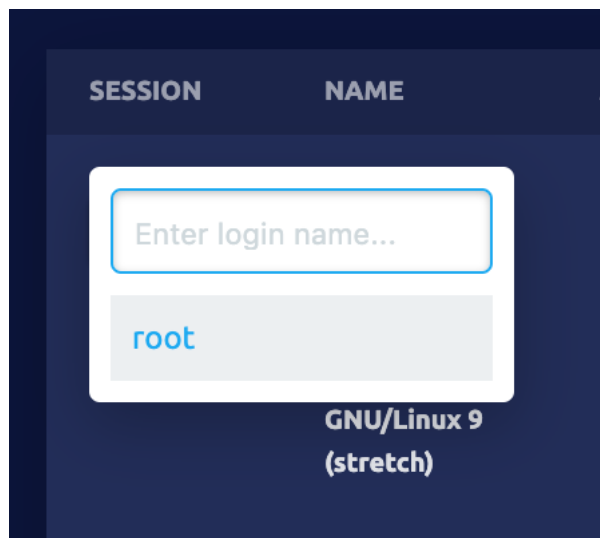 SESSION NAME
Enter login name...
root
GNU/Linux 9
(stretch)